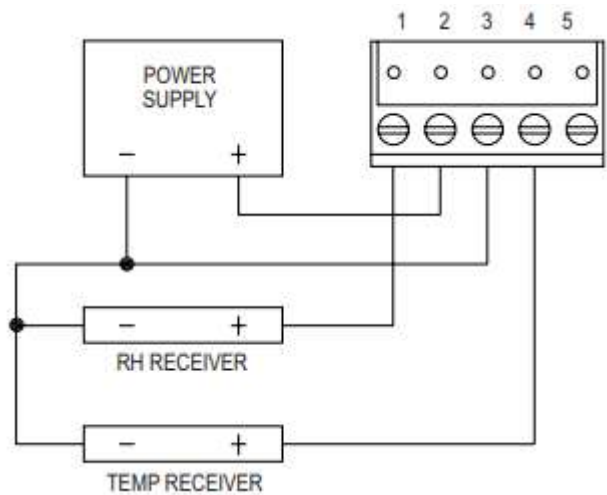 1 2 3 4 5
POWER
SUPPLY
− +
− +
RH RECEIVER
− +
TEMP RECEIVER